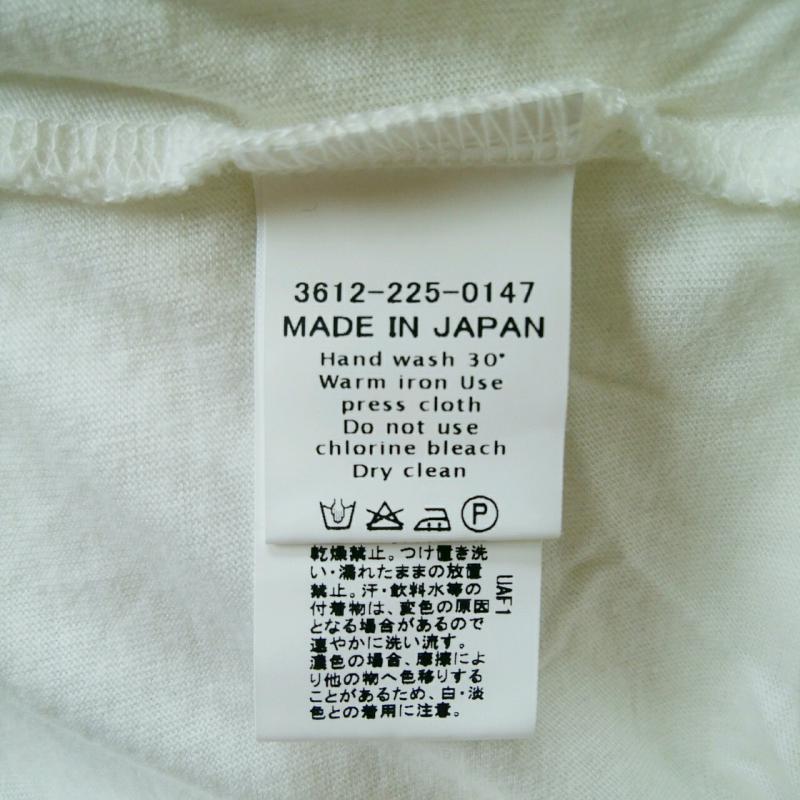 3612-225-0147
MADE IN JAPAN
Hand wash 30°
Warm iron Use
press cloth
Do not use
chlorine bleach
Dry clean
P
乾燥禁止。つけ置き洗
い・濡れたままの放置
禁止。汗・飲料水等の
付着物は、変色の原因
となる場合があるので
速やかに洗い流す。
濃色の場合、摩擦によ
り他の物へ色移りする
ことがあるため、白・淡
色との着用に注意。
UAF1